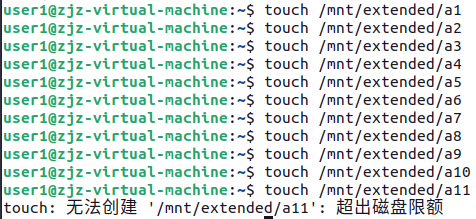 user1@zjz-virtual-machine:~$ touch /mnt/extended/a1
user1@zjz-virtual-machine:~$ touch /mnt/extended/a2
user1@zjz-virtual-machine:~$ touch /mnt/extended/a3
user1@zjz-virtual-machine:~$ touch /mnt/extended/a4
user1@zjz-virtual-machine:~$ touch /mnt/extended/a5
user1@zjz-virtual-machine:~$ touch /mnt/extended/a6
user1@zjz-virtual-machine:~$ touch /mnt/extended/a7
user1@zjz-virtual-machine:~$ touch /mnt/extended/a8
user1@zjz-virtual-machine:~$ touch /mnt/extended/a9
user1@zjz-virtual-machine:~$ touch /mnt/extended/a10
user1@zjz-virtual-machine:~$ touch /mnt/extended/a11
touch: 无法创建 '/mnt/extended/a11': 超出磁盘限额